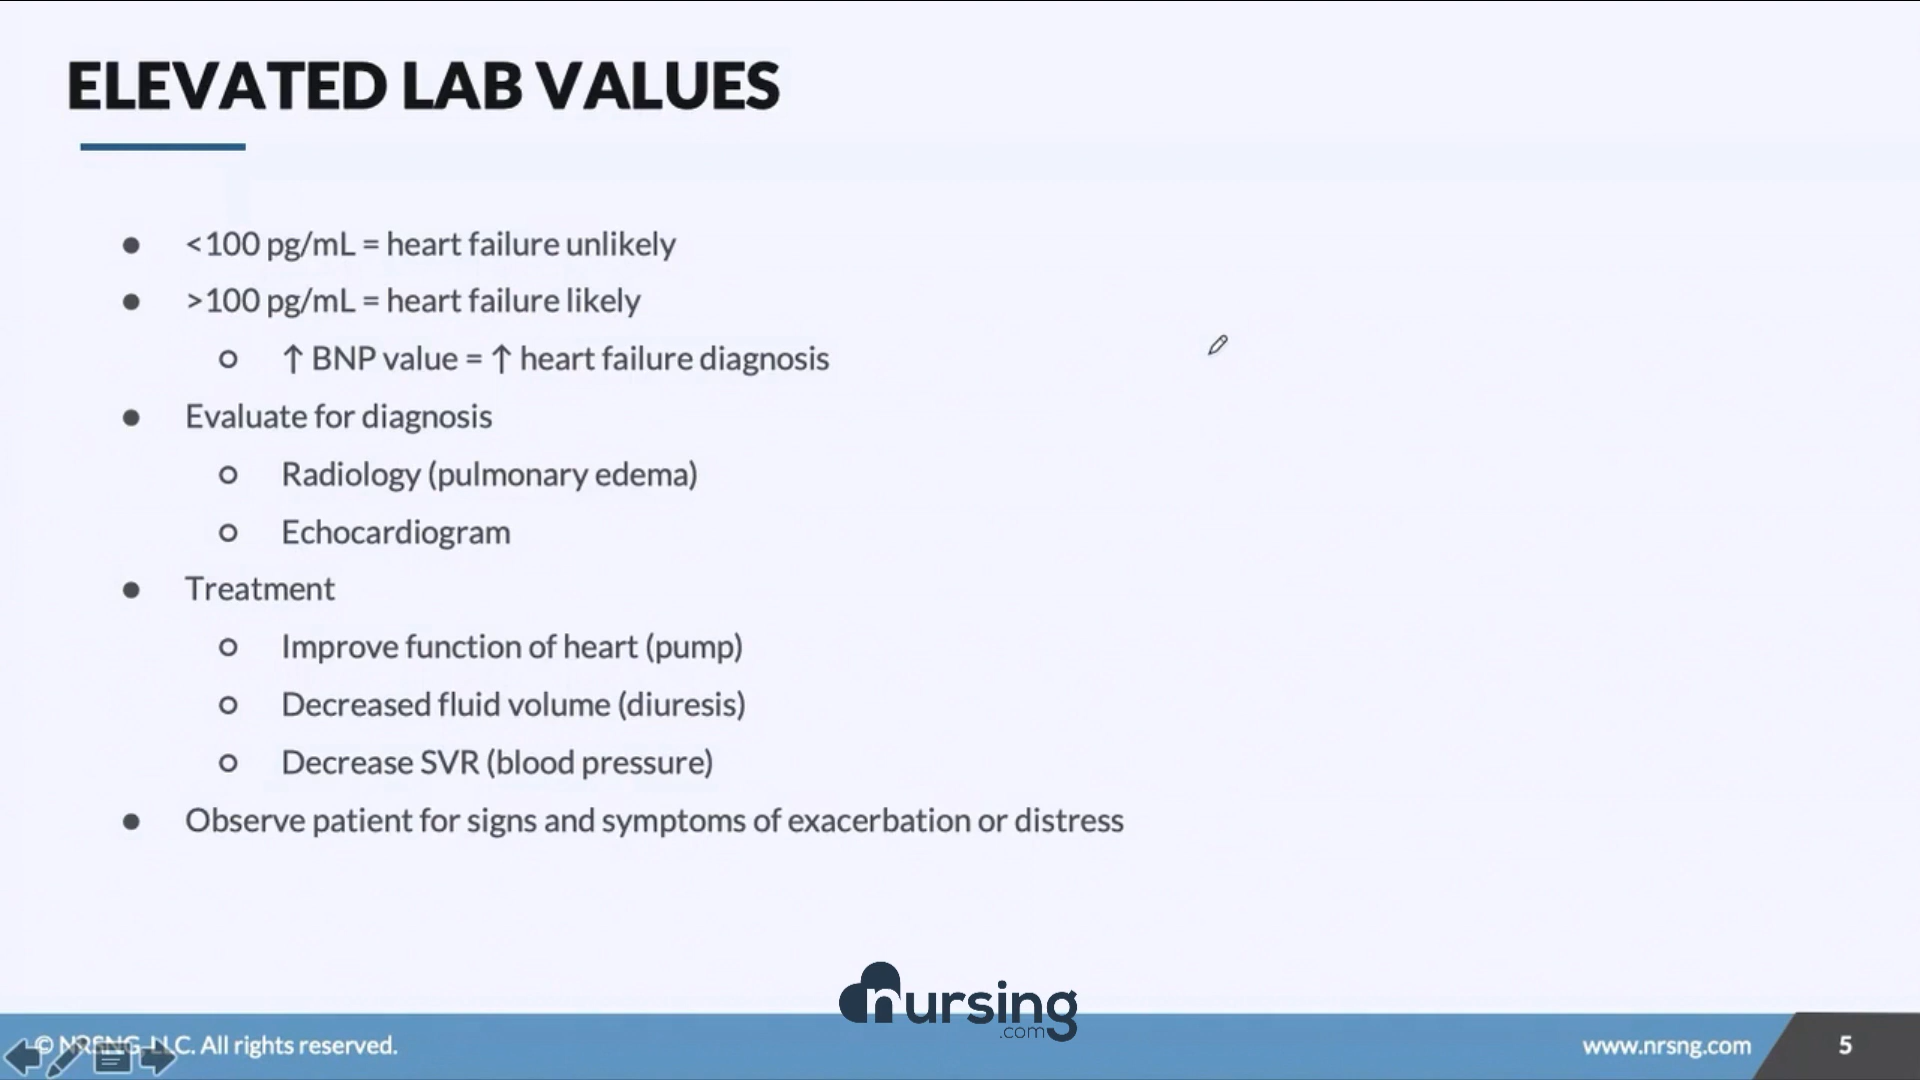 ELEVATED LAB VALUES
● <100 pg/mL = heart failure unlikely
● >100 pg/mL = heart failure likely
○ ↑ BNP value = ↑ heart failure diagnosis
● Evaluate for diagnosis
○ Radiology (pulmonary edema)
○ Echocardiogram
● Treatment
○ Improve function of heart (pump)
○ Decreased fluid volume (diuresis)
○ Decrease SVR (blood pressure)
● Observe patient for signs and symptoms of exacerbation or distress
nursing
.com
© NRSNG, LLC. All rights reserved.
www.nrsng.com
5